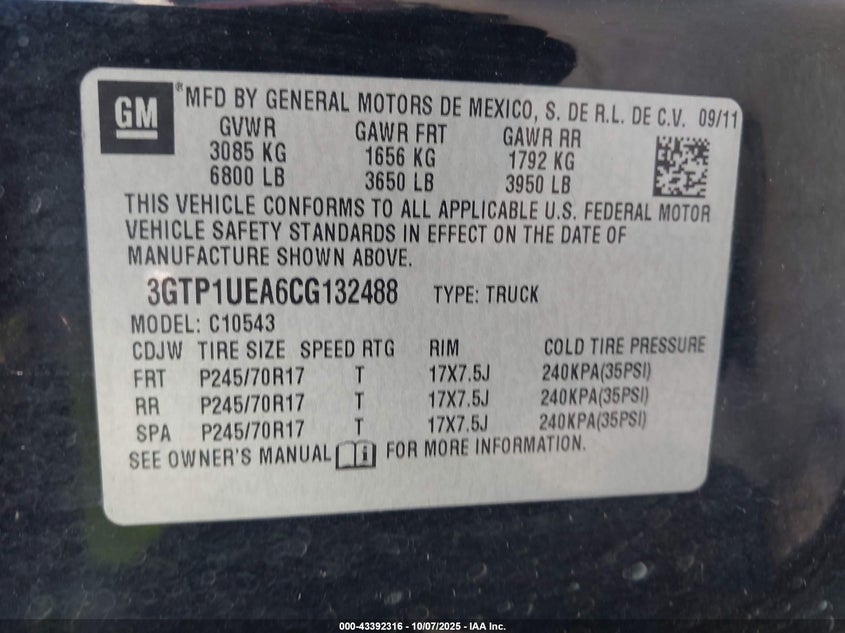 GM
® MFD BY GENERAL MOTORS DE MEXICO, S. DE R.L. DE C.V. 09/11
GVWR GAWR FRT GAWR RR
3085 KG 1656 KG 1792 KG
6800 LB 3650 LB 3950 LB
THIS VEHICLE CONFORMS TO ALL APPLICABLE U.S. FEDERAL MOTOR
VEHICLE SAFETY STANDARDS IN EFFECT ON THE DATE OF
MANUFACTURE SHOWN ABOVE.
3GTP1UEA6CG132488 TYPE: TRUCK
MODEL: C10543
CDJW TIRE SIZE SPEED RTG RIM COLD TIRE PRESSURE
FRT P245/70R17 T 17X7.5J 240KPA(35PSI)
RR P245/70R17 T 17X7.5J 240KPA(35PSI)
SPA P245/70R17 T 17X7.5J 240KPA(35PSI)
SEE OWNER'S MANUAL FOR MORE INFORMATION.
000-43392316 - 10/07/2025 - IAA Inc.